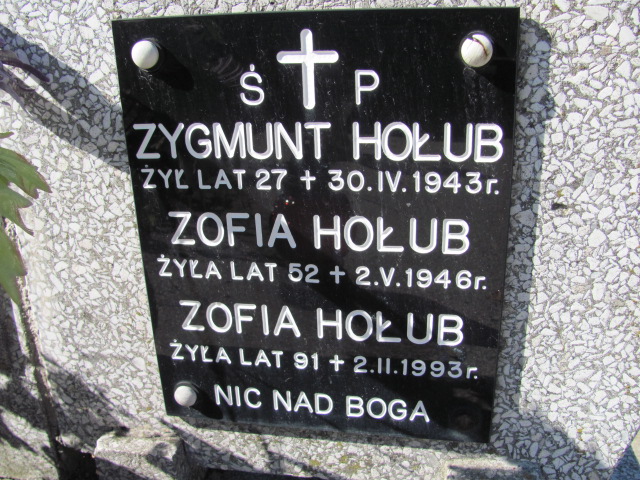 Ś P
ZYGMUNT HOŁUB
ŻYŁ LAT 27 + 30.IV.1943r.
ZOFIA HOŁUB
ŻYŁA LAT 52 + 2.V.1946r.
ZOFIA HOŁUB
ŻYŁA LAT 91 + 2.II.1993r.
NIC NAD BOGA